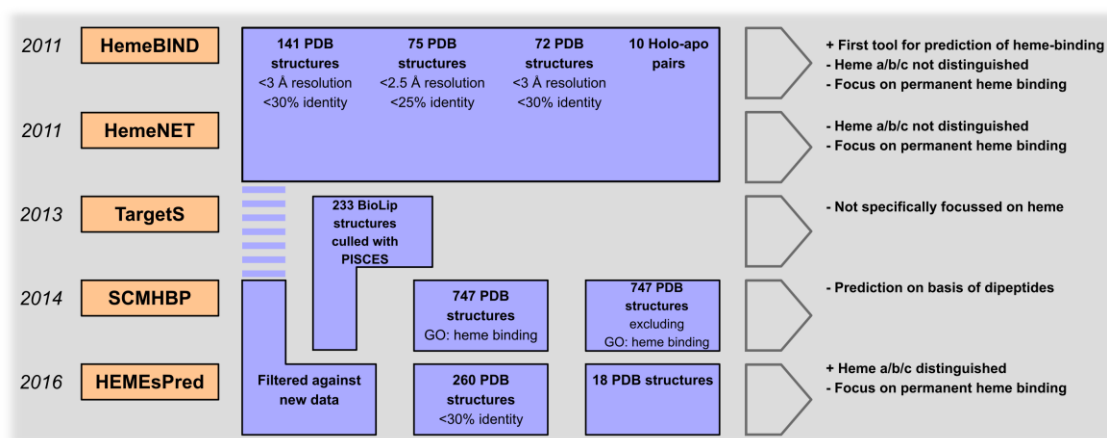 2011
HemeBIND
141 PDB
structures
<3 Å resolution
<30% identity
75 PDB
structures
<2.5 Å resolution
<25% identity
72 PDB
structures
<3 Å resolution
<30% identity
10 Holo-apo
pairs
+ First tool for prediction of heme-binding
- Heme a/b/c not distinguished
- Focus on permanent heme binding
2011
HemeNET
- Heme a/b/c not distinguished
- Focus on permanent heme binding
2013
TargetS
233 BioLip
structures
culled with
PISCES
- Not specifically focussed on heme
2014
SCMHBP
747 PDB
structures
GO: heme binding
747 PDB
structures
excluding
GO: heme binding
- Prediction on basis of dipeptides
2016
HEMEsPred
Filtered against
new data
260 PDB
structures
<30% identity
18 PDB structures
+ Heme a/b/c distinguished
- Focus on permanent heme binding